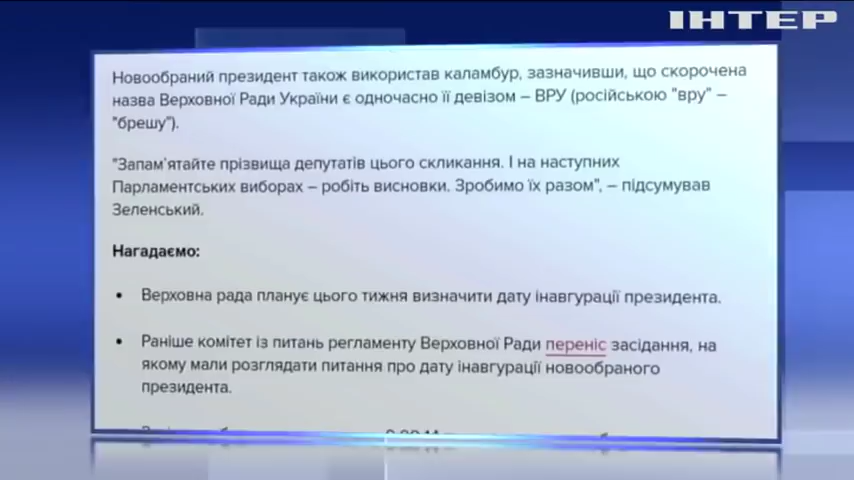 ІНТЕР
Новообраний президент також використав каламбур, зазначивши, що скорочена
назва Верховної Ради України є одночасно її девізом – ВРУ (російською "вру" –
"брешу").
"Запам'ятайте прізвища депутатів цього скликання. І на наступних
Парламентських виборах – робіть висновки. Зробимо їх разом", – підсумував
Зеленський.
Нагадаємо:
• Верховна рада планує цього тижня визначити дату інавгурації президента.
• Раніше комітет із питань регламенту Верховної Ради переніс засідання, на
якому мали розглядати питання про дату інавгурації новообраного
президента.